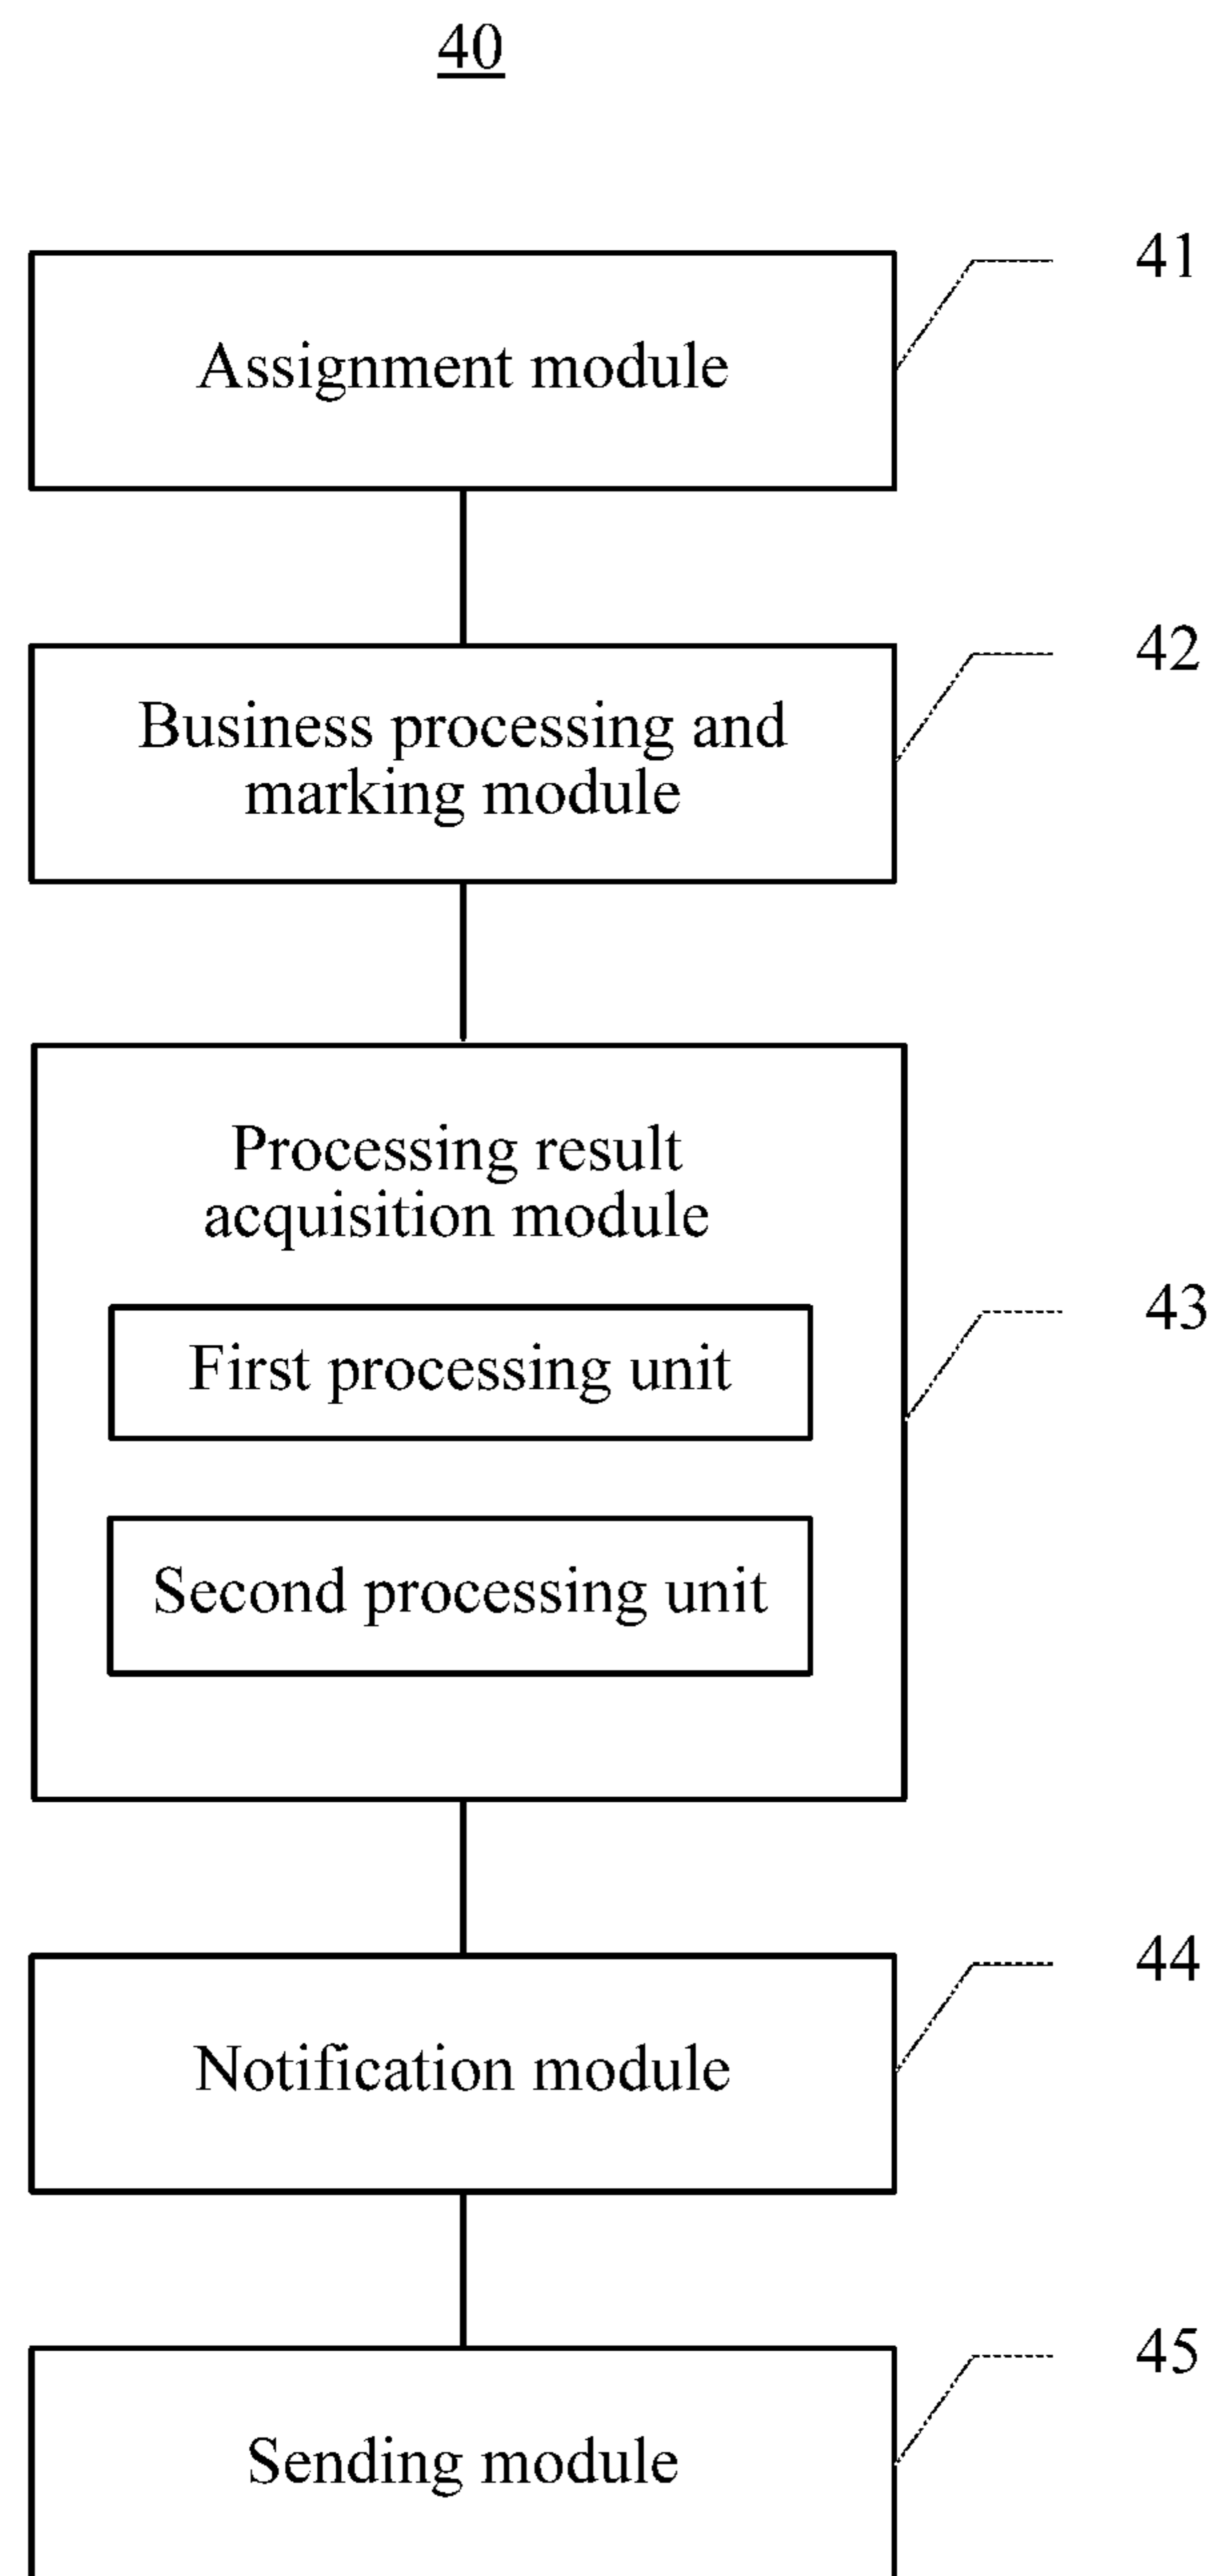 40
41
Assignment module
42
Business processing and
marking module
Processing result
acquisition module
43
First processing unit
Second processing unit
44
Notification module
45
Sending module